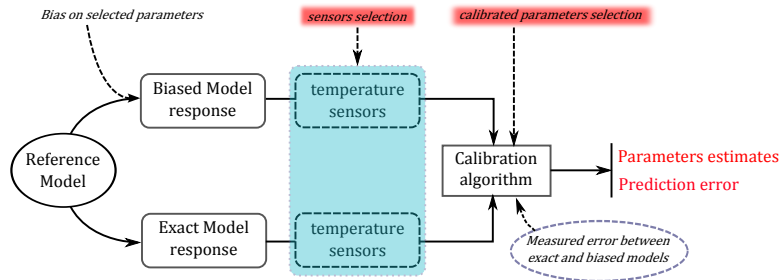 Bias on selected parameters
sensors selection
calibrated parameters selection
Biased Model
response
temperature
sensors
Reference
Model
Calibration
algorithm
Parameters estimates
Prediction error
Exact Model
response
temperature
sensors
Measured error between
exact and biased models